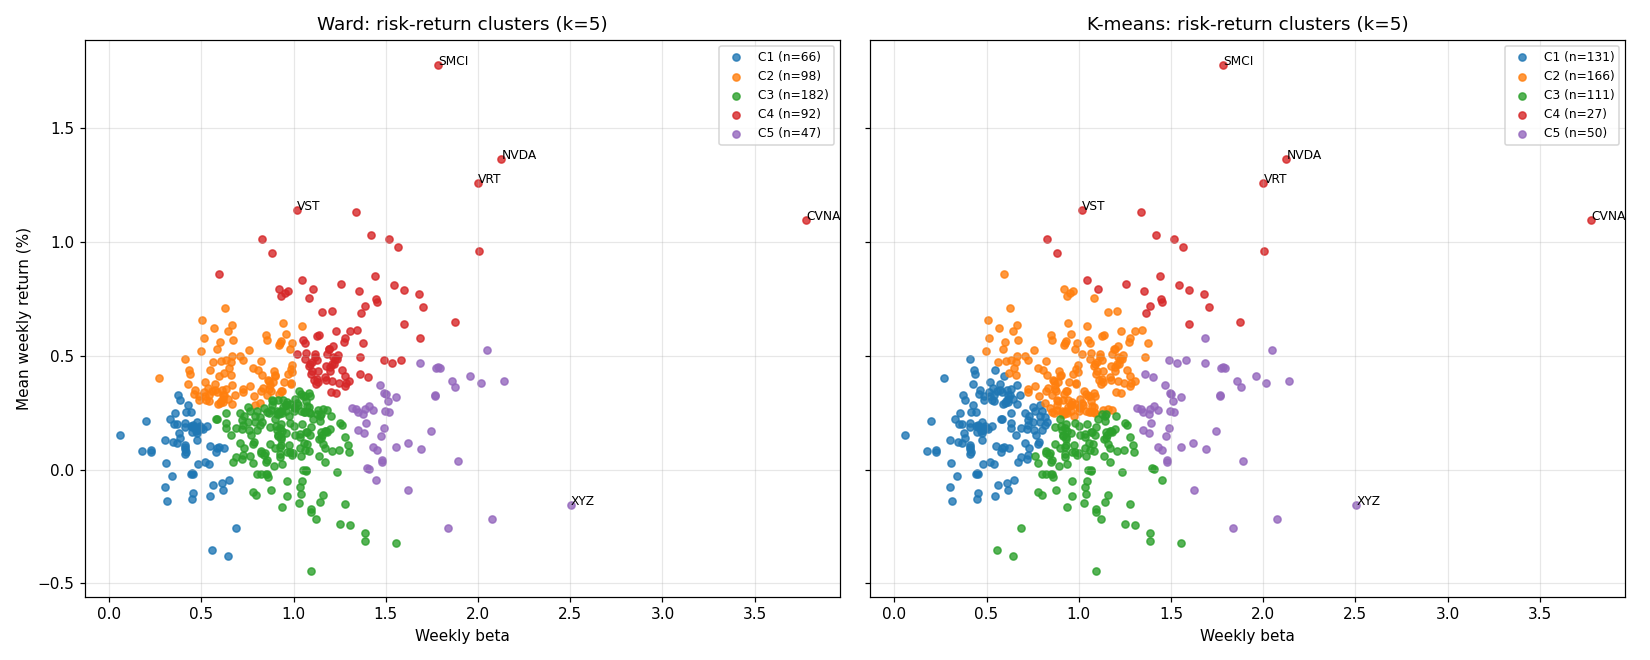 Ward: risk-return clusters (k=5)
SMCI
C1 (n=66)
C2 (n=98)
C3 (n=182)
C4 (n=92)
C5 (n=47)
NVDA
VRT
VST
CVNA
XYZ
1.5
1.0
0.5
0.0
−0.5
Mean weekly return (%)
0.0 0.5 1.0 1.5 2.0 2.5 3.0 3.5
Weekly beta
K-means: risk-return clusters (k=5)
SMCI
C1 (n=131)
C2 (n=166)
C3 (n=111)
C4 (n=27)
C5 (n=50)
NVDA
VRT
VST
CVNA
XYZ
0.0 0.5 1.0 1.5 2.0 2.5 3.0 3.5
Weekly beta